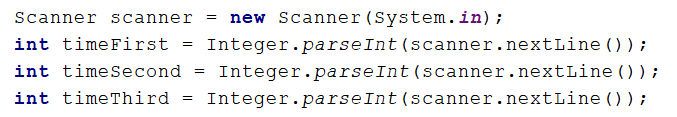 Scanner scanner = new Scanner(System.in);
int timeFirst = Integer.parseInt(scanner.nextLine());
int timeSecond = Integer.parseInt(scanner.nextLine());
int timeThird = Integer.parseInt(scanner.nextLine());